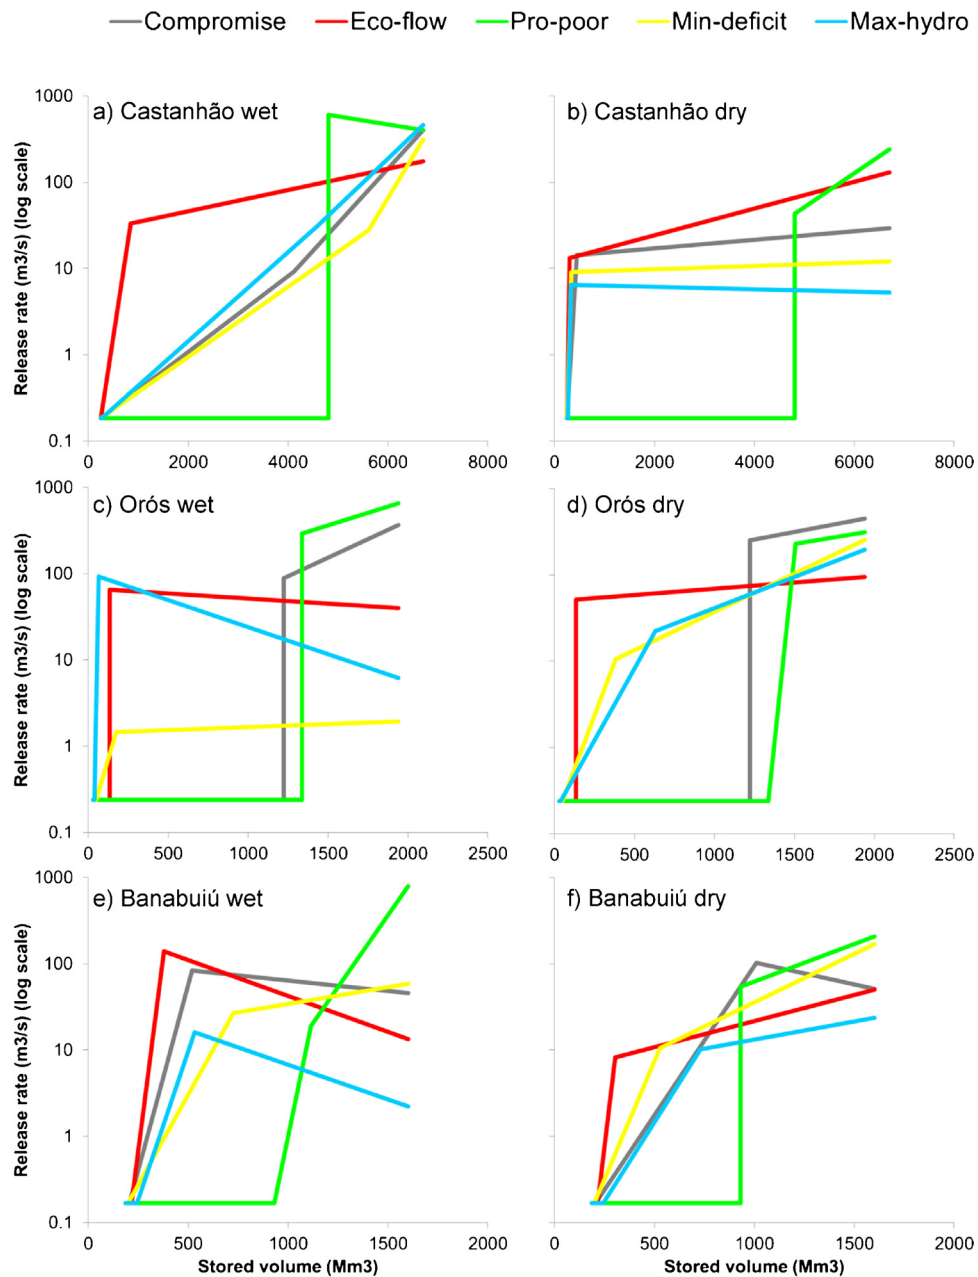 Compromise Eco-flow Pro-poor Min-deficit Max-hydro
a) Castanhão wet
b) Castanhão dry
Release rate (m3/s) (log scale)
1000
100
10
1
0.1
0 2000 4000 6000 8000
0 2000 4000 6000 8000
c) Orós wet
d) Orós dry
Release rate (m3/s) (log scale)
1000
100
10
1
0.1
0 500 1000 1500 2000 2500
0 500 1000 1500 2000 2500
e) Banabuiú wet
f) Banabuiú dry
Release rate (m3/s) (log scale)
1000
100
10
1
0.1
0 500 1000 1500 2000
0 500 1000 1500 2000
Stored volume (Mm3)
Stored volume (Mm3)